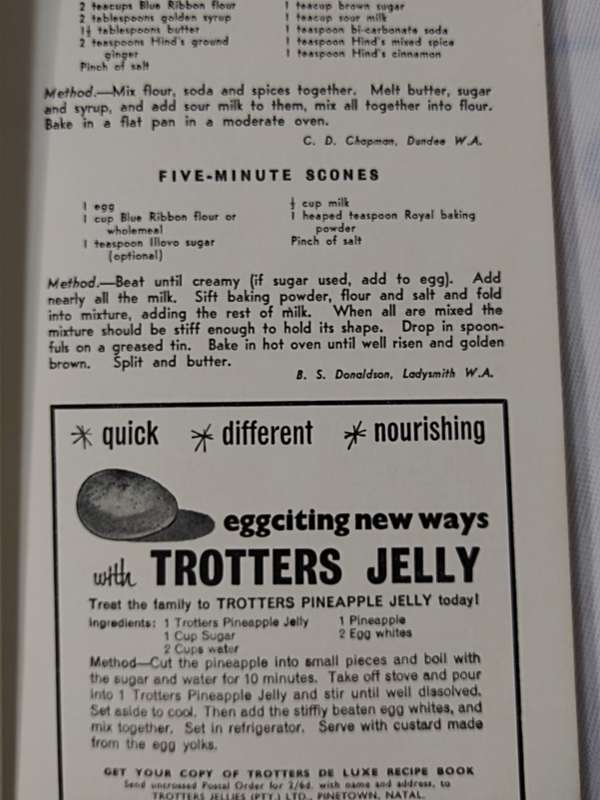 2 teacups Blue Ribbon flour
2 tablespoons golden syrup
1½ tablespoons butter
2 teaspoons Hind's ground
ginger
Pinch of salt
1 teacup brown sugar
1 teacup sour milk
1 teaspoon bi-carbonate soda
1 teaspoon Hind's mixed spice
1 teaspoon Hind's cinnamon
Method.—Mix flour, soda and spices together. Melt butter, sugar
and syrup, and add sour milk to them, mix all together into flour.
Bake in a flat pan in a moderate oven.
C. D. Chapman, Dundee W.A.
FIVE-MINUTE SCONES
1 egg
1 cup Blue Ribbon flour or
wholemeal
1 teaspoon Illovo sugar
(optional)
½ cup milk
1 heaped teaspoon Royal baking
powder
Pinch of salt
Method.—Beat until creamy (if sugar used, add to egg). Add
nearly all the milk. Sift baking powder, flour and salt and fold
into mixture, adding the rest of milk. When all are mixed the
mixture should be stiff enough to hold its shape. Drop in spoon-
fuls on a greased tin. Bake in hot oven until well risen and golden
brown. Split and butter.
B. S. Donaldson, Ladysmith W.A.
quick different nourishing
eggciting new ways
with TROTTERS JELLY
Treat the family to TROTTERS PINEAPPLE JELLY today!
Ingredients: 1 Trotters Pineapple Jelly
1 Cup Sugar
2 Cups water
1 Pineapple
2 Egg whites
Method—Cut the pineapple into small pieces and boil with
the sugar and water for 10 minutes. Take off stove and pour
into 1 Trotters Pineapple Jelly and stir until well dissolved.
Set aside to cool. Then add the stiffly beaten egg whites, and
mix together. Set in refrigerator. Serve with custard made
from the egg yolks.
GET YOUR COPY OF TROTTERS DE LUXE RECIPE BOOK
Send uncrossed Postal Order for 2/6d. with name and address, to
TROTTERS JELLIES (PTY.) LTD., PINETOWN, NATAL.